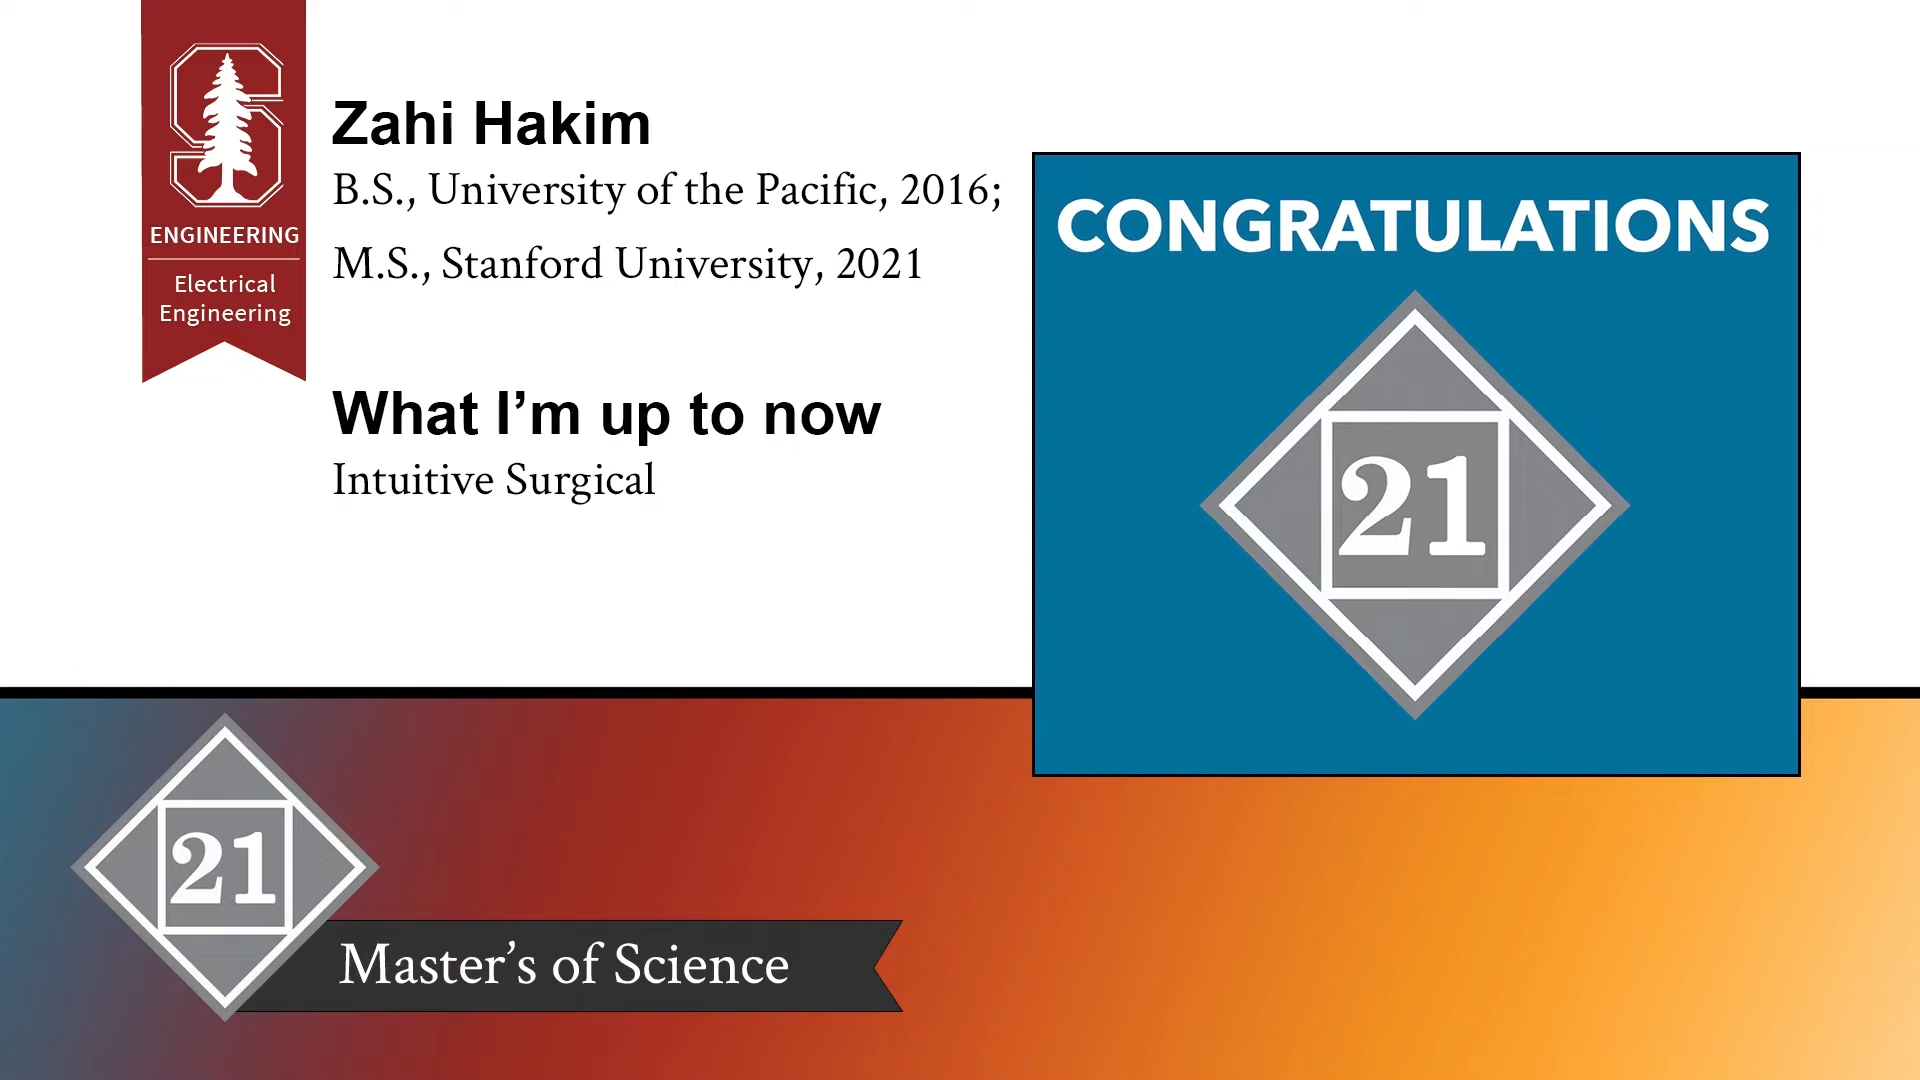 ENGINEERING
Electrical
Engineering
Zahi Hakim
B.S., University of the Pacific, 2016;
M.S., Stanford University, 2021
What I’m up to now
Intuitive Surgical
CONGRATULATIONS
21
21
Master’s of Science